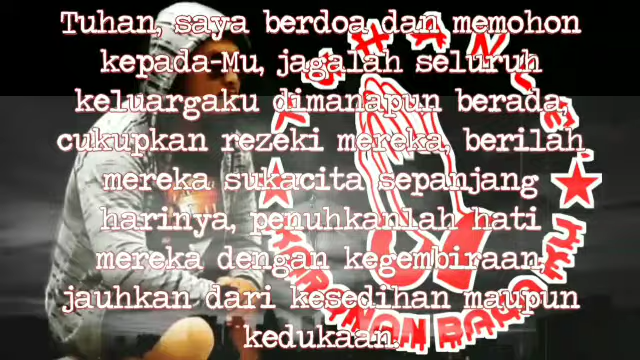 Tuhan, saya berdoa dan memohon
kepada-Mu, jagalah seluruh
keluargaku dimanapun berada,
cukupkan rezeki mereka, berilah
mereka sukacita sepanjang
harinya, penuhkanlah hati
mereka dengan kegembiraan,
jauhkan dari kesedihan maupun
kedukaan.